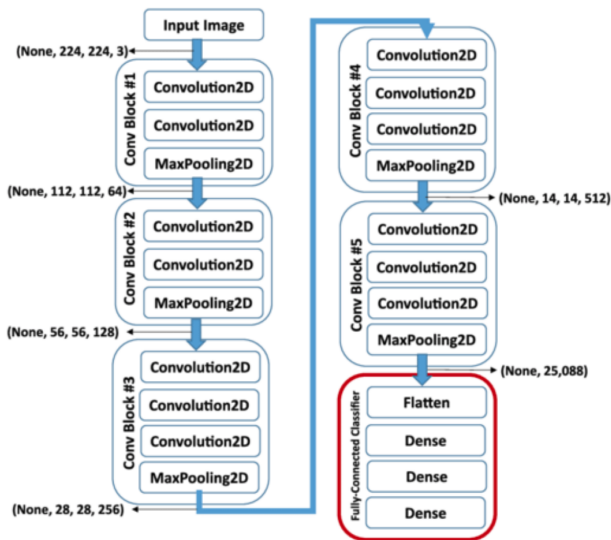 Input Image
(None, 224, 224, 3)
Conv Block #1
Convolution2D
Convolution2D
MaxPooling2D
(None, 112, 112, 64)
Conv Block #2
Convolution2D
Convolution2D
MaxPooling2D
(None, 56, 56, 128)
Conv Block #3
Convolution2D
Convolution2D
Convolution2D
MaxPooling2D
(None, 28, 28, 256)
Conv Block #4
Convolution2D
Convolution2D
Convolution2D
MaxPooling2D
(None, 14, 14, 512)
Conv Block #5
Convolution2D
Convolution2D
Convolution2D
MaxPooling2D
(None, 25,088)
Fully-Connected Classifier
Flatten
Dense
Dense
Dense